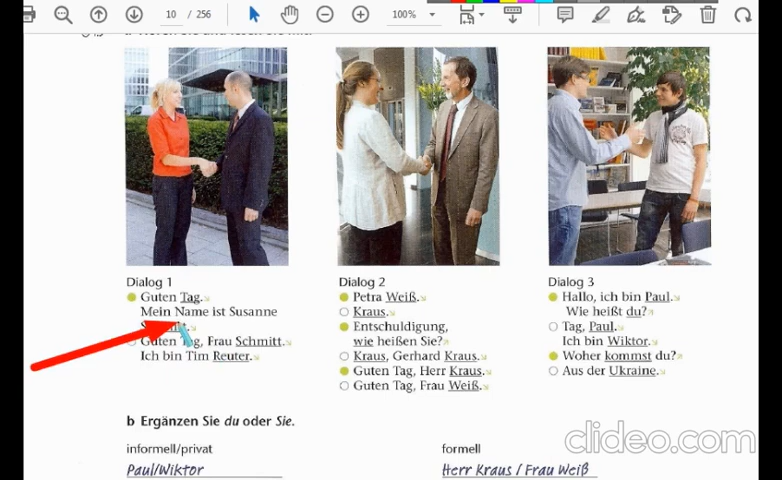 10 / 256
100%
Dialog 1
Guten Tag.
Mein Name ist Susanne
Guten Tag, Frau Schmitt.
Ich bin Tim Reuter.
Dialog 2
Petra Weiß.
Kraus.
Entschuldigung,
wie heißen Sie?
Kraus, Gerhard Kraus.
Guten Tag, Herr Kraus.
Guten Tag, Frau Weiß.
Dialog 3
Hallo, ich bin Paul.
Wie heißt du?
Tag, Paul.
Ich bin Wiktor.
Woher kommst du?
Aus der Ukraine.
b Ergänzen Sie du oder Sie.
informell/privat
Paul/Wiktor
formell
Herr Kraus / Frau Weiß
clideo.com